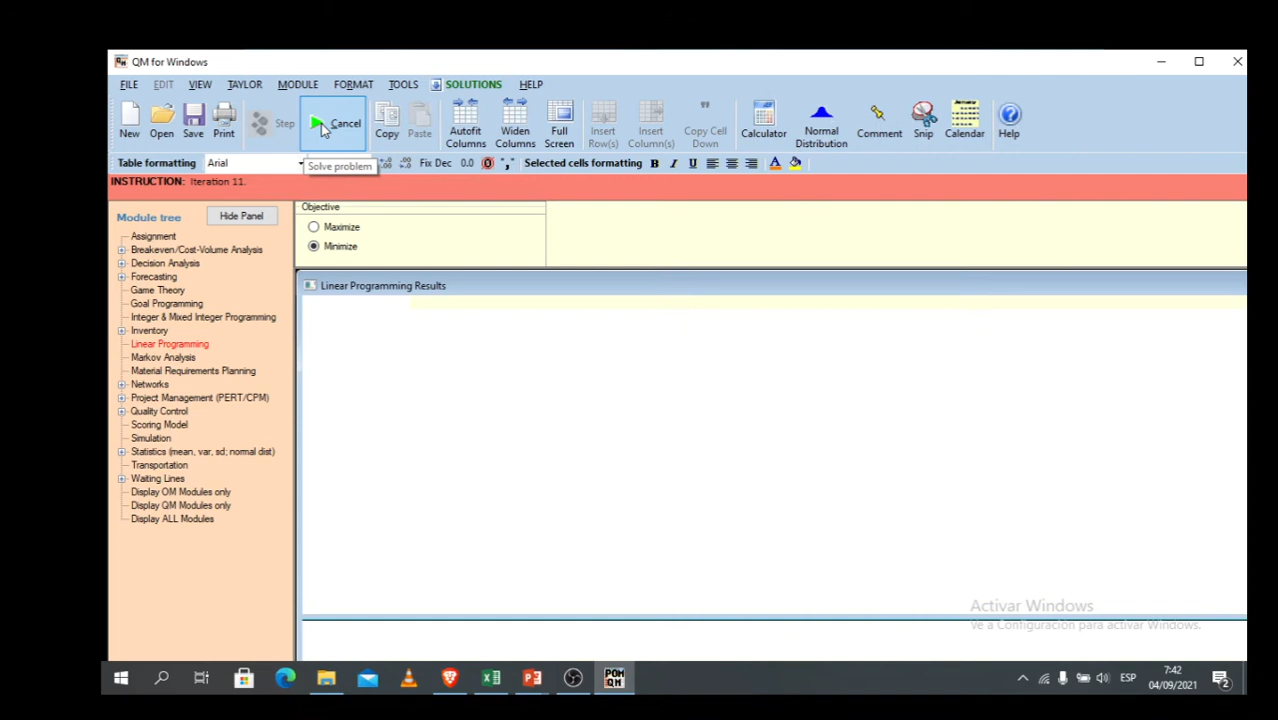 QM for Windows
FILE EDIT VIEW TAYLOR MODULE FORMAT TOOLS SOLUTIONS HELP
New Open Save Print Step Cancel Copy Paste Autofit Columns Widen Columns Full Screen Insert Row(s) Insert Column(s) Copy Cell Down Calculator Normal Distribution Comment Snip Calendar Help
Table formatting Arial Fix Dec 0.0 Selected cells formatting B I U A
Solve problem
INSTRUCTION: Iteration 11.
Module tree Hide Panel
Assignment
Breakeven/Cost-Volume Analysis
Decision Analysis
Forecasting
Game Theory
Goal Programming
Integer & Mixed Integer Programming
Inventory
Linear Programming
Markov Analysis
Material Requirements Planning
Networks
Project Management (PERT/CPM)
Quality Control
Scoring Model
Simulation
Statistics (mean, var, sd; normal dist)
Transportation
Waiting Lines
Display OM Modules only
Display QM Modules only
Display ALL Modules
Objective
Maximize
Minimize
Linear Programming Results
Activar Windows
Ve a Configuración para activar Windows.
POM QM
ESP
7:42
04/09/2021
2